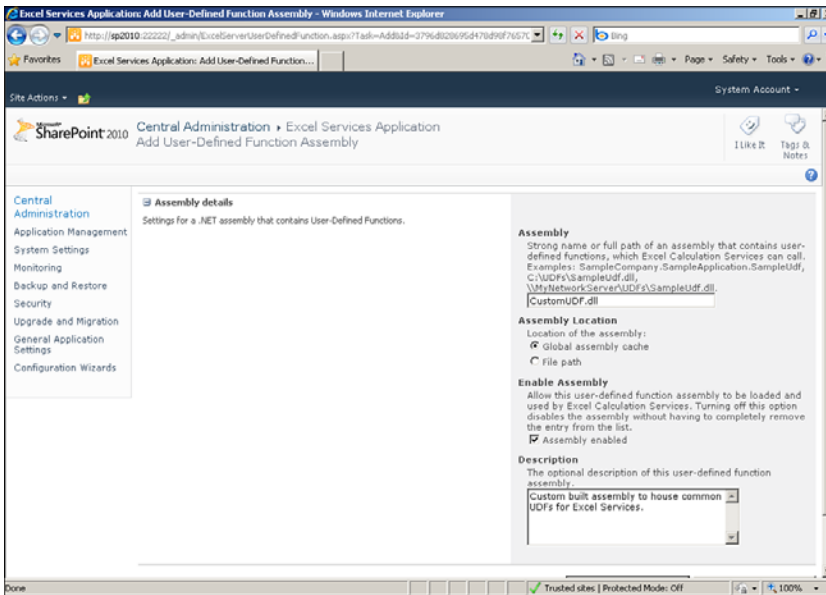 Excel Services Application: Add User-Defined Function Assembly - Windows Internet Explorer
http://sp2010:22222/_admin/ExcelServerUserDefinedFunction.aspx?Task=Add&Id=3796d820695d478d98f7657C
Bing
Favorites
Excel Services Application: Add User-Defined Function...
Page
Safety
Tools
Site Actions
System Account
Microsoft
SharePoint 2010
Central Administration ▸ Excel Services Application
Add User-Defined Function Assembly
I Like It
Tags &
Notes
Central
Administration
Application Management
System Settings
Monitoring
Backup and Restore
Security
Upgrade and Migration
General Application
Settings
Configuration Wizards
Assembly details
Settings for a .NET assembly that contains User-Defined Functions.
Assembly
Strong name or full path of an assembly that contains user-
defined functions, which Excel Calculation Services can call.
Examples: SampleCompany.SampleApplication.SampleUdf,
C:\UDFs\SampleUdf.dll,
\\MyNetworkServer\UDFs\SampleUdf.dll.
CustomUDF.dll
Assembly Location
Location of the assembly:
Global assembly cache
File path
Enable Assembly
Allow this user-defined function assembly to be loaded and
used by Excel Calculation Services. Turning off this option
disables the assembly without having to completely remove
the entry from the list.
Assembly enabled
Description
The optional description of this user-defined function
assembly.
Custom built assembly to house common
UDFs for Excel Services.
Done
Trusted sites | Protected Mode: Off
100%